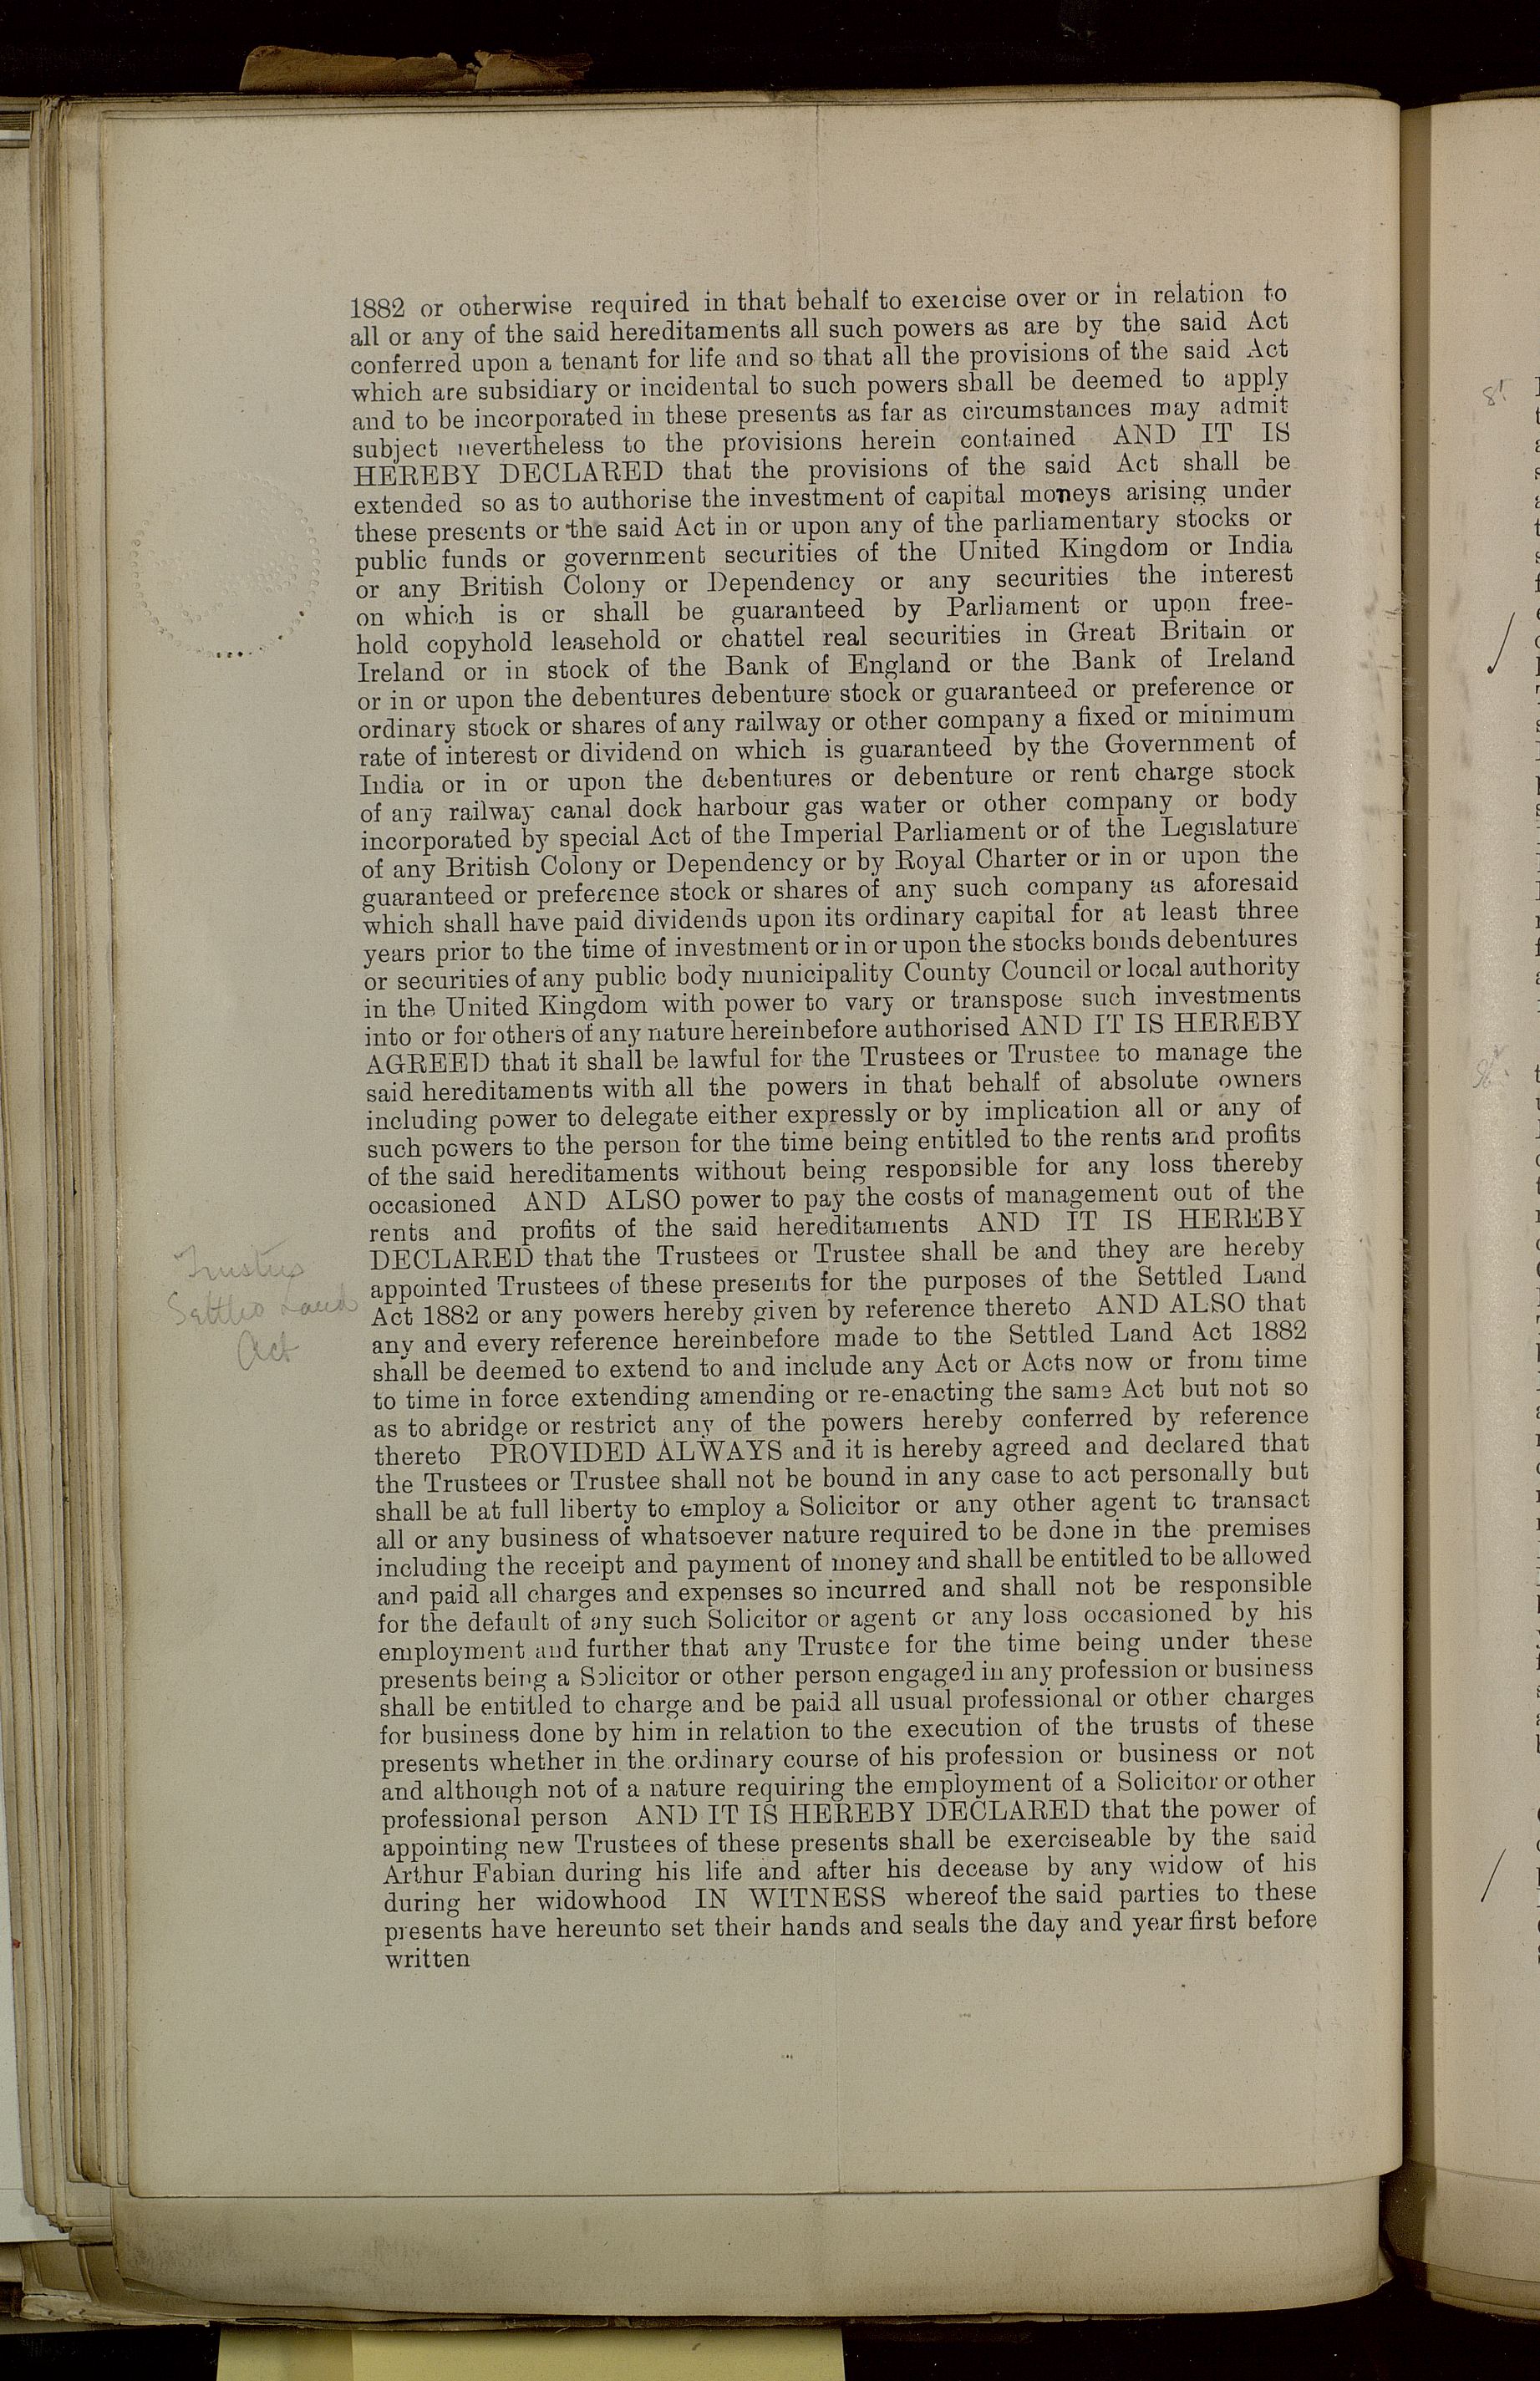 1882 or otherwise required in that behalf to exercise over or in relation to
all or any of the said hereditaments all such powers as are by the said Act
conferred upon a tenant for life and so that all the provisions of the said Act
which are subsidiary or incidental to such powers shall be deemed to apply
and to be incorporated in these presents as far as circumstances may admit
subject nevertheless to the provisions herein contained AND IT IS
HEREBY DECLARED that the provisions of the said Act shall be
extended so as to authorise the investment of capital moneys arising under
these presents or the said Act in or upon any of the parliamentary stocks or
public funds or government securities of the United Kingdom or India
or any British Colony or Dependency or any securities the interest
on which is or shall be guaranteed by Parliament or upon free-
hold copyhold leasehold or chattel real securities in Great Britain or
Ireland or in stock of the Bank of England or the Bank of Ireland
or in or upon the debentures debenture stock or guaranteed or preference or
ordinary stock or shares of any railway or other company a fixed or minimum
rate of interest or dividend on which is guaranteed by the Government of
India or in or upon the debentures or debenture or rent charge stock
of any railway canal dock harbour gas water or other company or body
incorporated by special Act of the Imperial Parliament or of the Legislature
of any British Colony or Dependency or by Royal Charter or in or upon the
guaranteed or preference stock or shares of any such company as aforesaid
which shall have paid dividends upon its ordinary capital for at least three
years prior to the time of investment or in or upon the stocks bonds debentures
or securities of any public body municipality County Council or local authority
in the United Kingdom with power to vary or transpose such investments
into or for others of any nature hereinbefore authorised AND IT IS HEREBY
AGREED that it shall be lawful for the Trustees or Trustee to manage the
said hereditaments with all the powers in that behalf of absolute owners
including power to delegate either expressly or by implication all or any of
such powers to the person for the time being entitled to the rents and profits
of the said hereditaments without being responsible for any loss thereby
occasioned AND ALSO power to pay the costs of management out of the
rents and profits of the said hereditaments AND IT IS HEREBY
DECLARED that the Trustees or Trustee shall be and they are hereby
appointed Trustees of these presents for the purposes of the Settled Land
Act 1882 or any powers hereby given by reference thereto AND ALSO that
any and every reference hereinbefore made to the Settled Land Act 1882
shall be deemed to extend to and include any Act or Acts now or from time
to time in force extending amending or re-enacting the same Act but not so
as to abridge or restrict any of the powers hereby conferred by reference
thereto PROVIDED ALWAYS and it is hereby agreed and declared that
the Trustees or Trustee shall not be bound in any case to act personally but
shall be at full liberty to employ a Solicitor or any other agent to transact
all or any business of whatsoever nature required to be done in the premises
including the receipt and payment of money and shall be entitled to be allowed
and paid all charges and expenses so incurred and shall not be responsible
for the default of any such Solicitor or agent or any loss occasioned by his
employment and further that any Trustee for the time being under these
presents being a Solicitor or other person engaged in any profession or business
shall be entitled to charge and be paid all usual professional or other charges
for business done by him in relation to the execution of the trusts of these
presents whether in the ordinary course of his profession or business or not
and although not of a nature requiring the employment of a Solicitor or other
professional person AND IT IS HEREBY DECLARED that the power of
appointing new Trustees of these presents shall be exerciseable by the said
Arthur Fabian during his life and after his decease by any widow of his
during her widowhood IN WITNESS whereof the said parties to these
presents have hereunto set their hands and seals the day and year first before
written
Trustees
Settled Land
Act